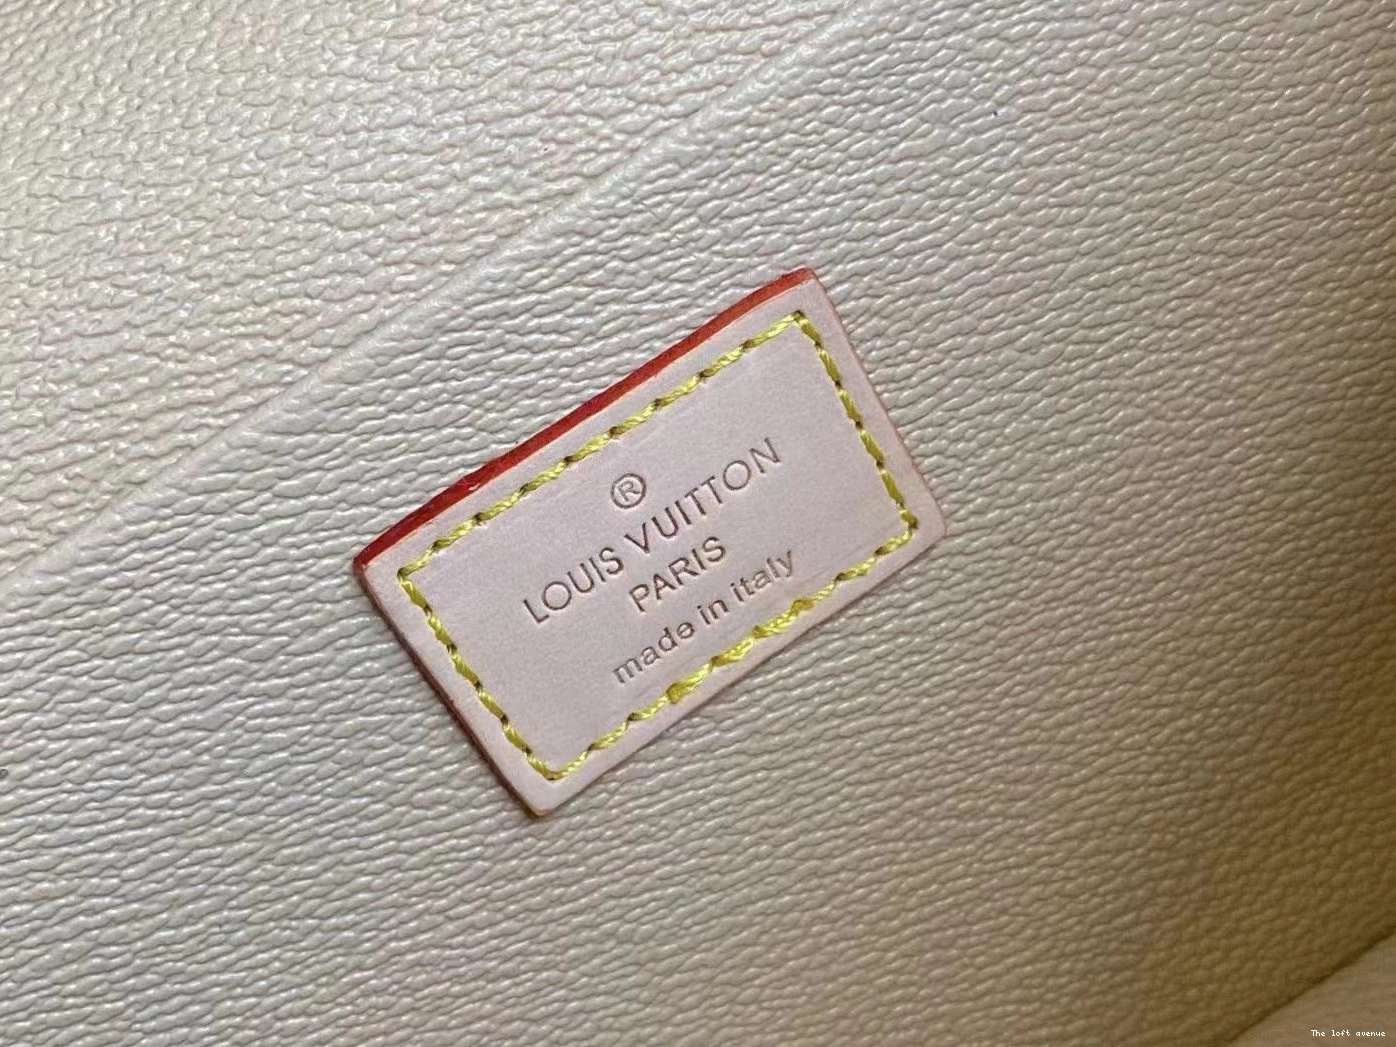 ®
LOUIS VUITTON
PARIS
made in italy
The loft avenue